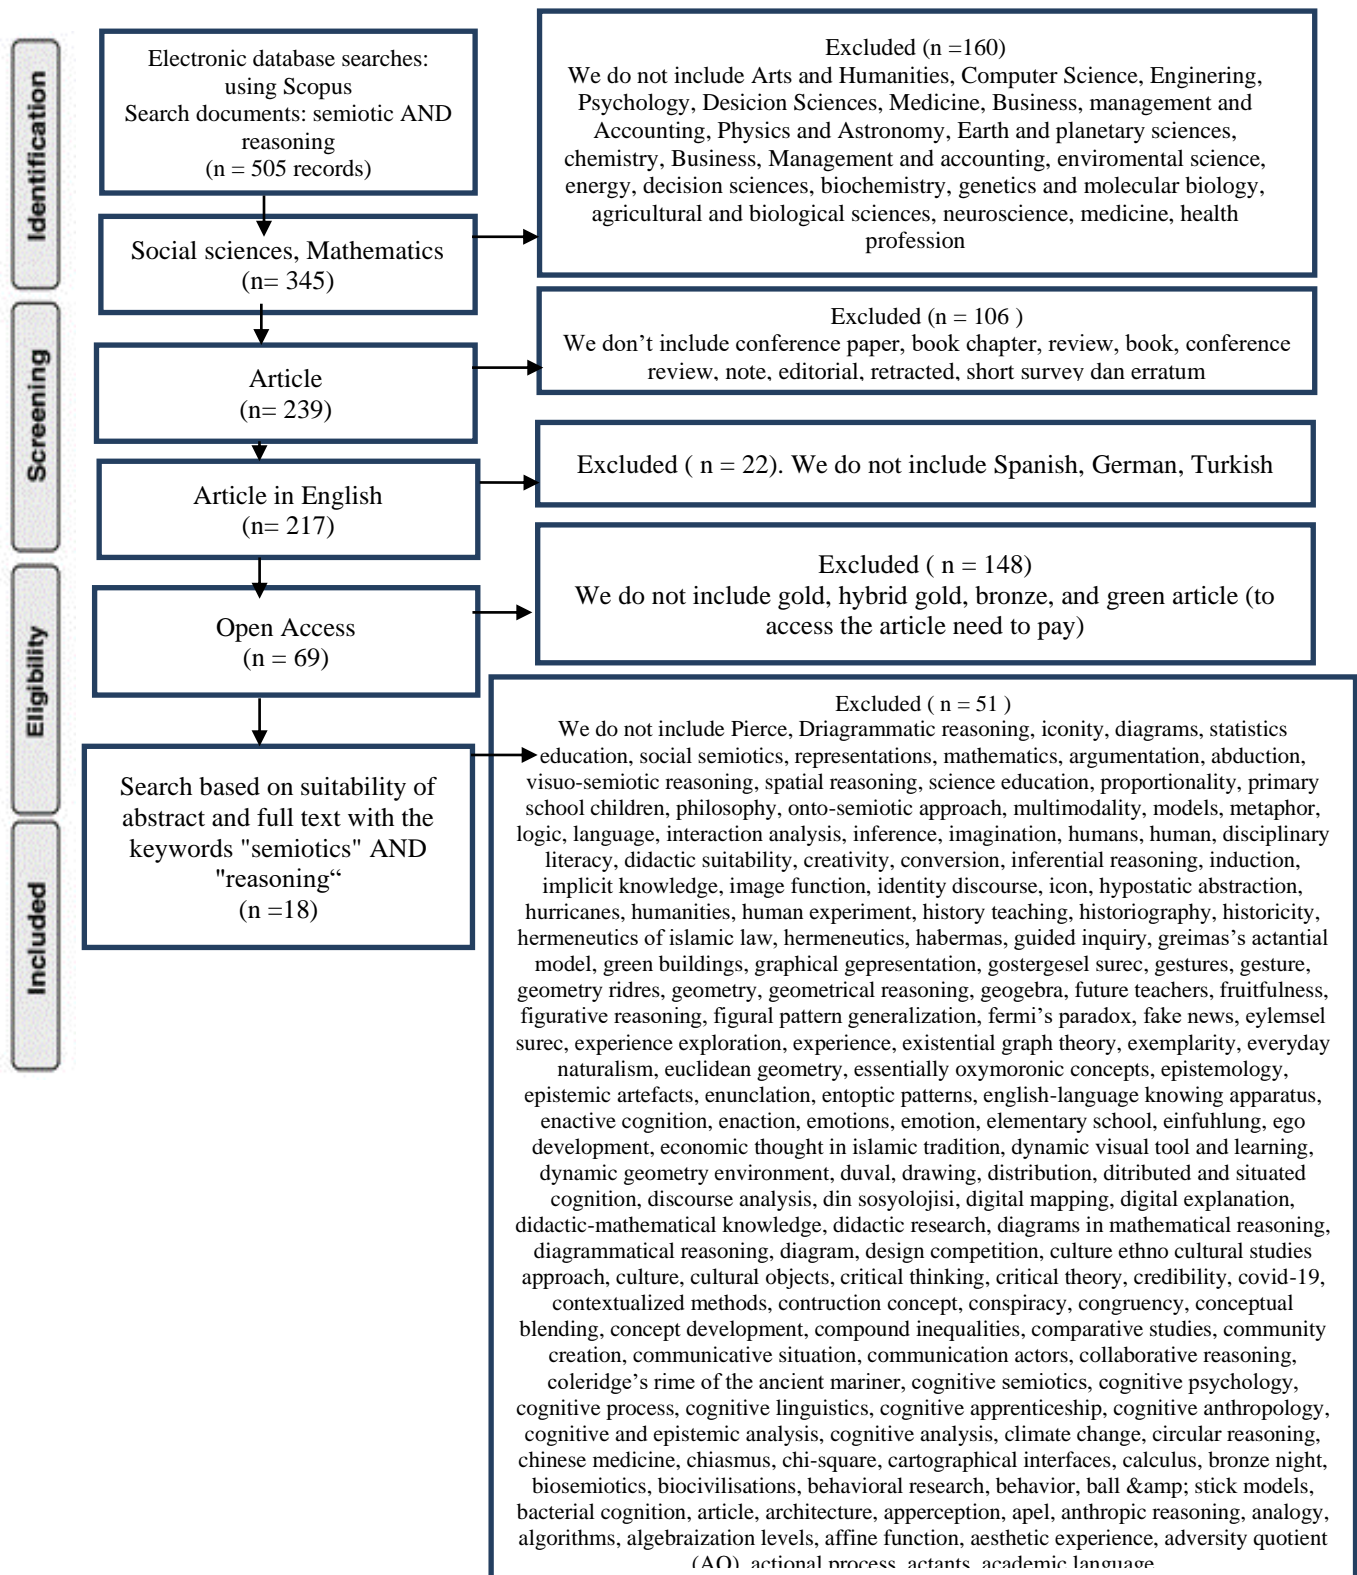 Identification
Electronic database searches:
using Scopus
Search documents: semiotic AND
reasoning
(n = 505 records)
Excluded (n =160)
We do not include Arts and Humanities, Computer Science, Enginering,
Psychology, Desicion Sciences, Medicine, Business, management and
Accounting, Physics and Astronomy, Earth and planetary sciences,
chemistry, Business, Management and accounting, enviromental science,
energy, decision sciences, biochemistry, genetics and molecular biology,
agricultural and biological sciences, neuroscience, medicine, health
profession
Social sciences, Mathematics
(n= 345)
Screening
Excluded (n = 106 )
We don’t include conference paper, book chapter, review, book, conference
review, note, editorial, retracted, short survey dan erratum
Article
(n= 239)
Excluded ( n = 22). We do not include Spanish, German, Turkish
Article in English
(n= 217)
Eligibility
Excluded ( n = 148)
We do not include gold, hybrid gold, bronze, and green article (to
access the article need to pay)
Open Access
(n = 69)
Included
Search based on suitability of
abstract and full text with the
keywords "semiotics" AND
"reasoning“
(n =18)
Excluded ( n = 51 )
We do not include Pierce, Driagrammatic reasoning, iconity, diagrams, statistics
education, social semiotics, representations, mathematics, argumentation, abduction,
visuo-semiotic reasoning, spatial reasoning, science education, proportionality, primary
school children, philosophy, onto-semiotic approach, multimodality, models, metaphor,
logic, language, interaction analysis, inference, imagination, humans, human, disciplinary
literacy, didactic suitability, creativity, conversion, inferential reasoning, induction,
implicit knowledge, image function, identity discourse, icon, hypostatic abstraction,
hurricanes, humanities, human experiment, history teaching, historiography, historicity,
hermeneutics of islamic law, hermeneutics, habermas, guided inquiry, greimas’s actantial
model, green buildings, graphical gepresentation, gostergesel surec, gestures, gesture,
geometry ridres, geometry, geometrical reasoning, geogebra, future teachers, fruitfulness,
figurative reasoning, figural pattern generalization, fermi’s paradox, fake news, eylemsel
surec, experience exploration, experience, existential graph theory, exemplarity, everyday
naturalism, euclidean geometry, essentially oxymoronic concepts, epistemology,
epistemic artefacts, enunclation, entoptic patterns, english-language knowing apparatus,
enactive cognition, enaction, emotions, emotion, elementary school, einfuhlung, ego
development, economic thought in islamic tradition, dynamic visual tool and learning,
dynamic geometry environment, duval, drawing, distribution, ditributed and situated
cognition, discourse analysis, din sosyolojisi, digital mapping, digital explanation,
didactic-mathematical knowledge, didactic research, diagrams in mathematical reasoning,
diagrammatical reasoning, diagram, design competition, culture ethno cultural studies
approach, culture, cultural objects, critical thinking, critical theory, credibility, covid-19,
contextualized methods, contruction concept, conspiracy, congruency, conceptual
blending, concept development, compound inequalities, comparative studies, community
creation, communicative situation, communication actors, collaborative reasoning,
coleridge’s rime of the ancient mariner, cognitive semiotics, cognitive psychology,
cognitive process, cognitive linguistics, cognitive apprenticeship, cognitive anthropology,
cognitive and epistemic analysis, cognitive analysis, climate change, circular reasoning,
chinese medicine, chiasmus, chi-square, cartographical interfaces, calculus, bronze night,
biosemiotics, biocivilisations, behavioral research, behavior, ball &amp; stick models,
bacterial cognition, article, architecture, apperception, apel, anthropic reasoning, analogy,
algorithms, algebraization levels, affine function, aesthetic experience, adversity quotient
(AQ), actional process, actants, academic language